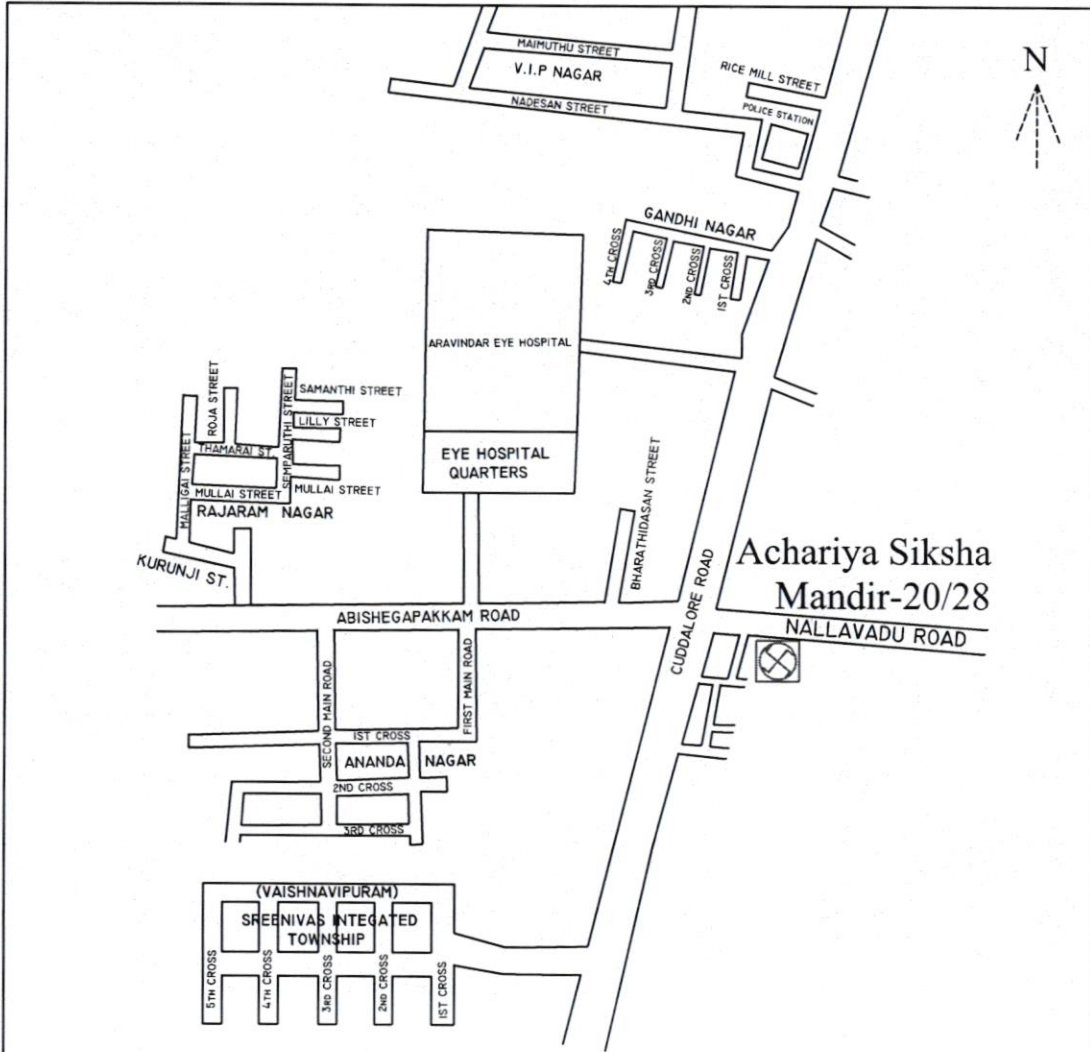 MAIMUTHU STREET
V.I.P NAGAR
NADESAN STREET
RICE MILL STREET
POLICE STATION
N
GANDHI NAGAR
4TH CROSS
3RD CROSS
2ND CROSS
1ST CROSS
ARAVINDAR EYE HOSPITAL
EYE HOSPITAL
QUARTERS
ROJA STREET
SAMANTHI STREET
LILLY STREET
THAMARAI ST.
SEMPARUTHI STREET
MALLIGAI STREET
MULLAI STREET
MULLAI STREET
RAJARAM NAGAR
KURUNJI ST.
BHARATHIDASAN STREET
Achariya Siksha
Mandir-20/28
NALLAVADU ROAD
CUDDALORE ROAD
ABISHEGAPAKKAM ROAD
SECOND MAIN ROAD
FIRST MAIN ROAD
1ST CROSS
ANANDA NAGAR
2ND CROSS
3RD CROSS
(VAISHNAVIPURAM)
SREENIVAS INTEGATED
TOWNSHIP
5TH CROSS
4TH CROSS
3RD CROSS
2ND CROSS
1ST CROSS